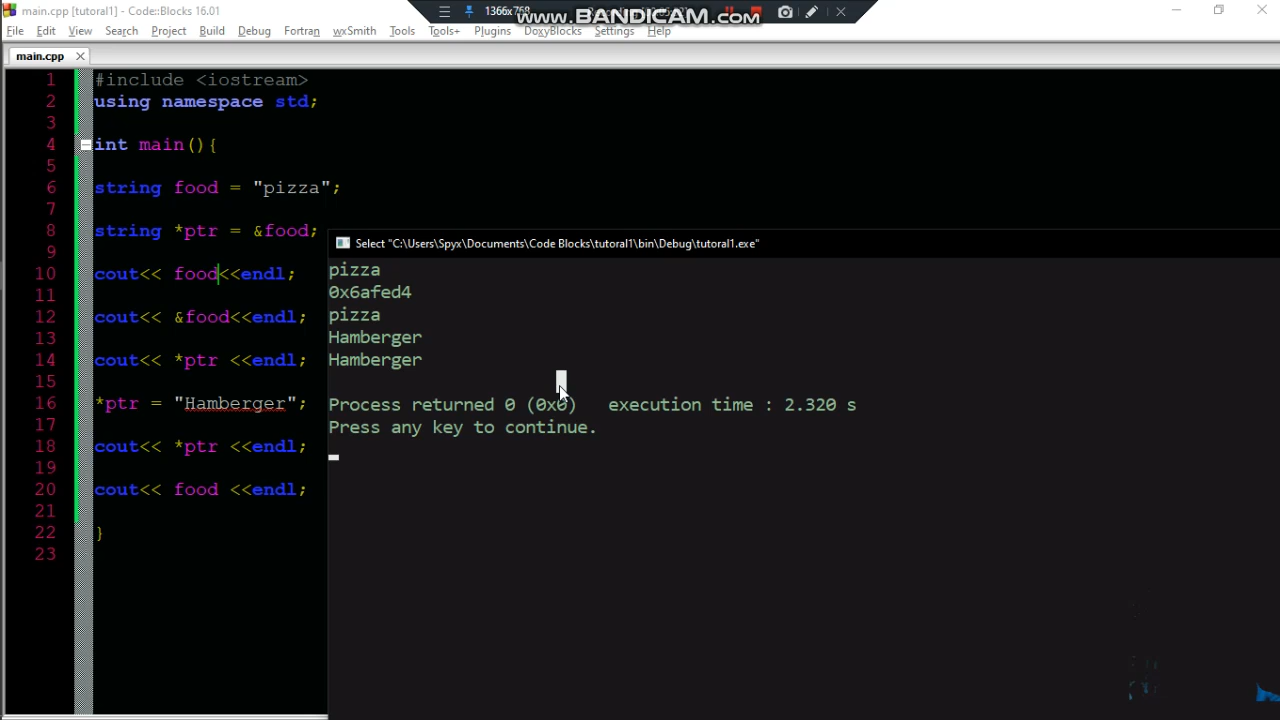 main.cpp [tutoral1] - Code::Blocks 16.01
1366x768
www.BANDICAM.com
File Edit View Search Project Build Debug Fortran wxSmith Tools Tools+ Plugins DoxyBlocks Settings Help
main.cpp
1 #include <iostream>
2 using namespace std;
3
4 int main(){
5
6 string food = "pizza";
7
8 string *ptr = &food;
9
10 cout<< food<<endl;
11
12 cout<< &food<<endl;
13
14 cout<< *ptr <<endl;
15
16 *ptr = "Hamberger";
17
18 cout<< *ptr <<endl;
19
20 cout<< food <<endl;
21
22 }
23
Select "C:\Users\Spyx\Documents\Code Blocks\tutoral1\bin\Debug\tutoral1.exe"
pizza
0x6afed4
pizza
Hamberger
Hamberger
Process returned 0 (0x0) execution time : 2.320 s
Press any key to continue.